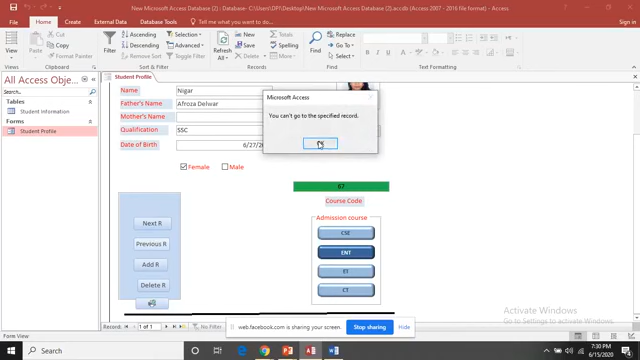 New Microsoft Access Database (2) : Database- C:\Users\DPI\Desktop\New Microsoft Access Database (2).accdb (Access 2007 - 2016 file format) - Access
Sign in
File Home Create External Data Database Tools Tell me what you want to do
View Paste Cut Copy Format Painter
Filter Ascending Descending Remove Sort Selection Advanced Toggle Filter
Refresh All New Save Delete Totals Spelling More
Find
Views Clipboard Sort & Filter Records Find Text Formatting
All Access Obje...
Tables
Student Information
Forms
Student Profile
Student Profile
Name Nigar
Father's Name Afroza Delwar
Mother's Name
Qualification SSC
Date of Birth 6/27/20
Female Male
Microsoft Access
You can't go to the specified record.
OK
67
Course Code
Admission course
CSE
ENT
ET
CT
Next R
Previous R
Add R
Delete R
Activate Windows
Go to Settings to activate Windows.
Record: 1 of 1 No Filter
web.facebook.com is sharing your screen. Stop sharing Hide
Form View
Search
7:30 PM
6/15/2020